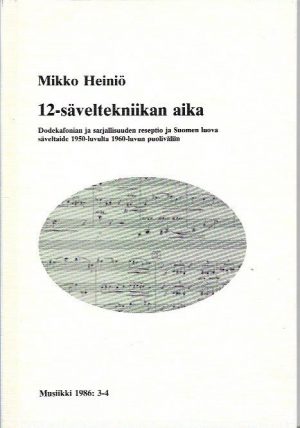 Mikko Heiniö
12-säveltekniikan aika
Dodekafonian ja sarjallisuuden reseptio ja Suomen luova
säveltaide 1950-luvulta 1960-luvun puoliväliin
Musiikki 1986: 3-4